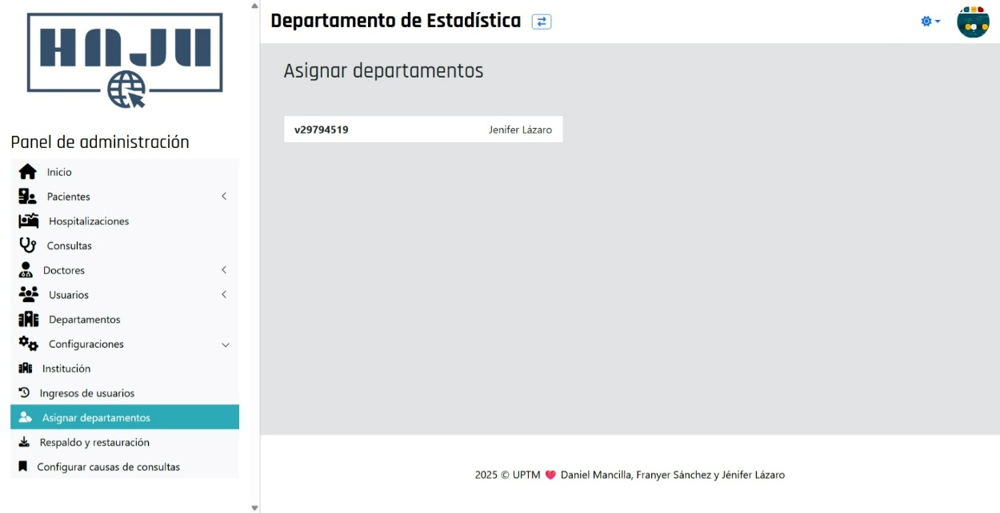 HNJU
Panel de administración
Inicio
Pacientes
Hospitalizaciones
Consultas
Doctores
Usuarios
Departamentos
Configuraciones
Institución
Ingresos de usuarios
Asignar departamentos
Respaldo y restauración
Configurar causas de consultas
Departamento de Estadística
Asignar departamentos
v29794519 Jenifer Lázaro
2025 © UPTM ❤ Daniel Mancilla, Franyer Sánchez y Jénifer Lázaro